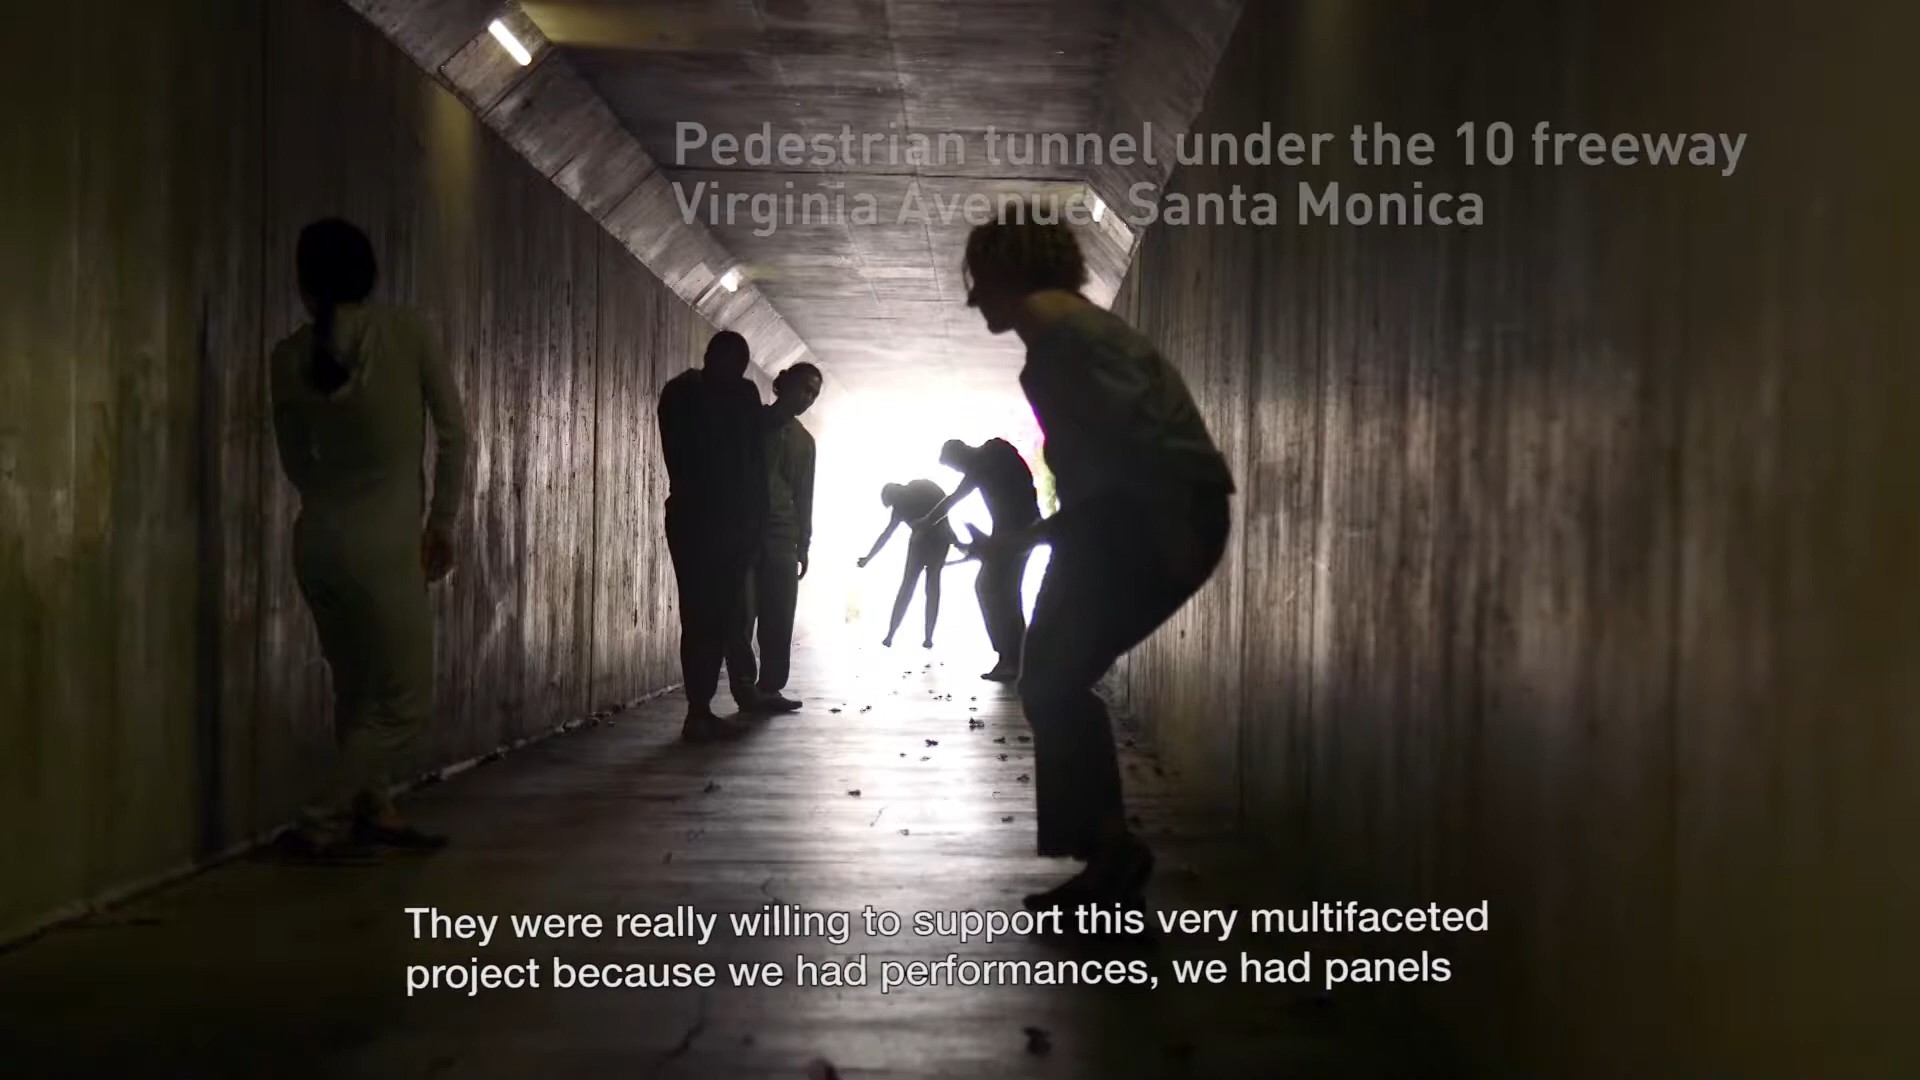 Pedestrian tunnel under the 10 freeway
Virginia Avenue, Santa Monica
They were really willing to support this very multifaceted
project because we had performances, we had panels